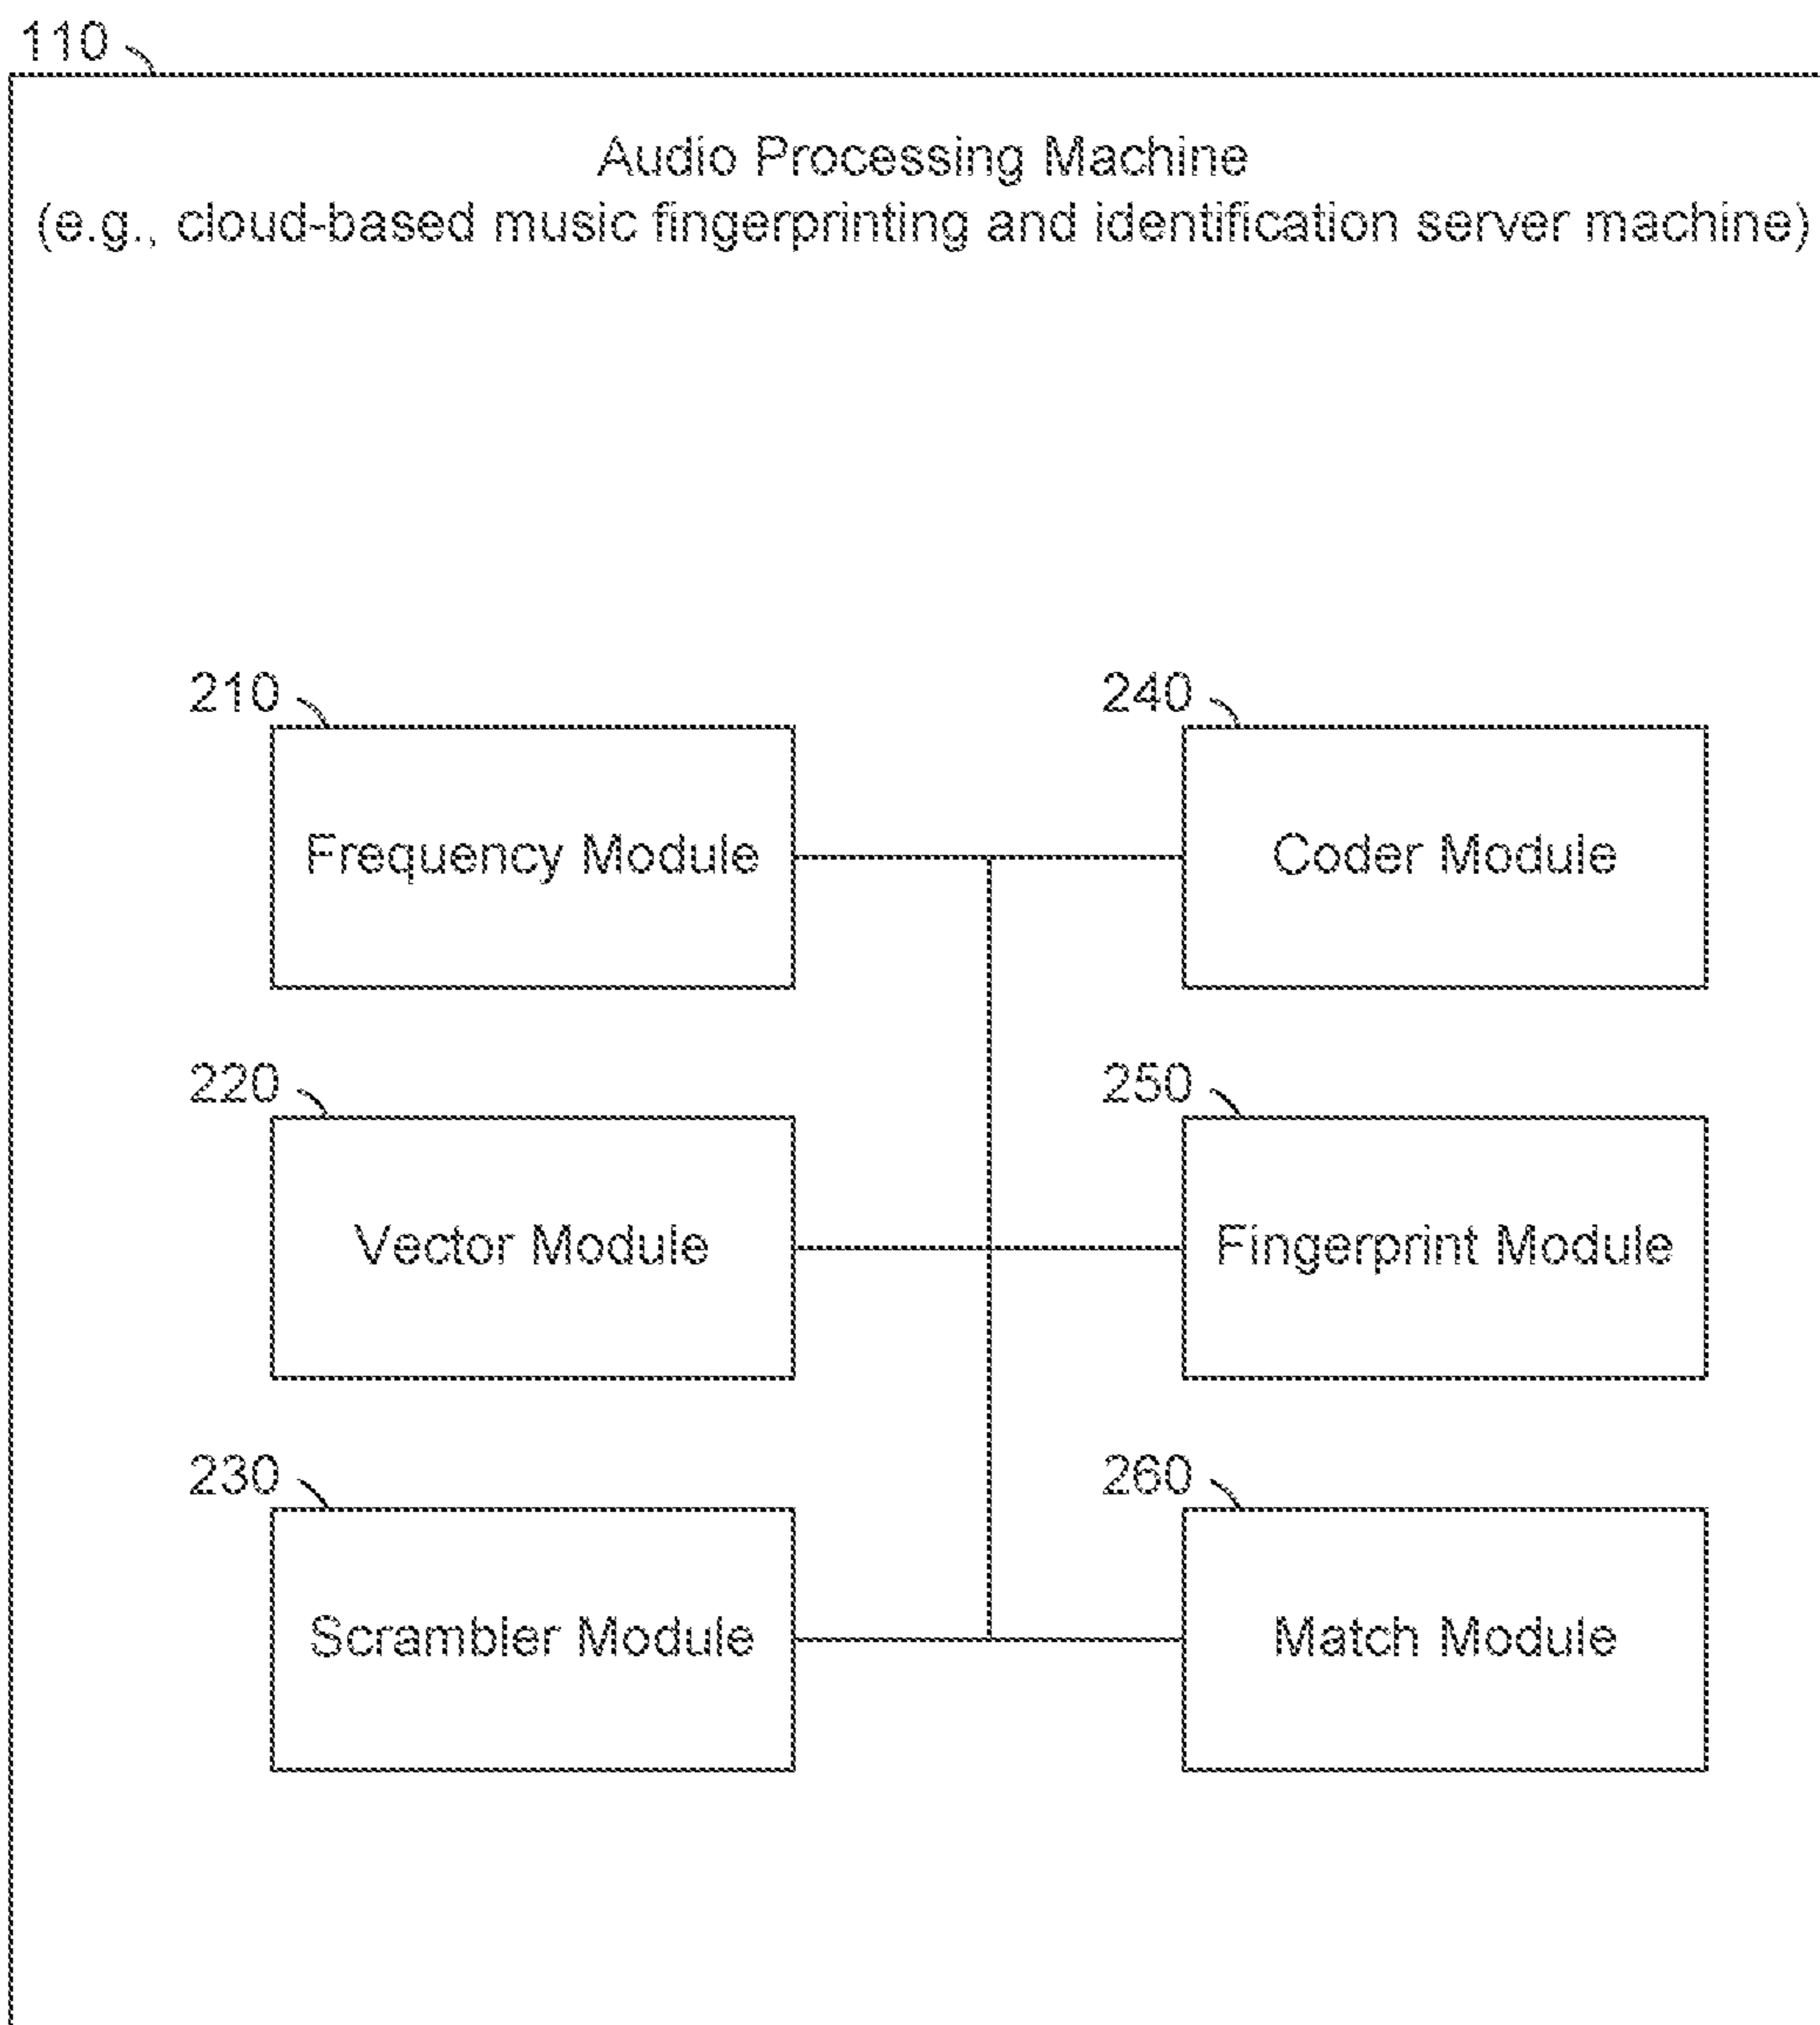 110
Audio Processing Machine
(e.g., cloud-based music fingerprinting and identification server machine)
210
Frequency Module
240
Coder Module
220
Vector Module
250
Fingerprint Module
230
Scrambler Module
260
Match Module